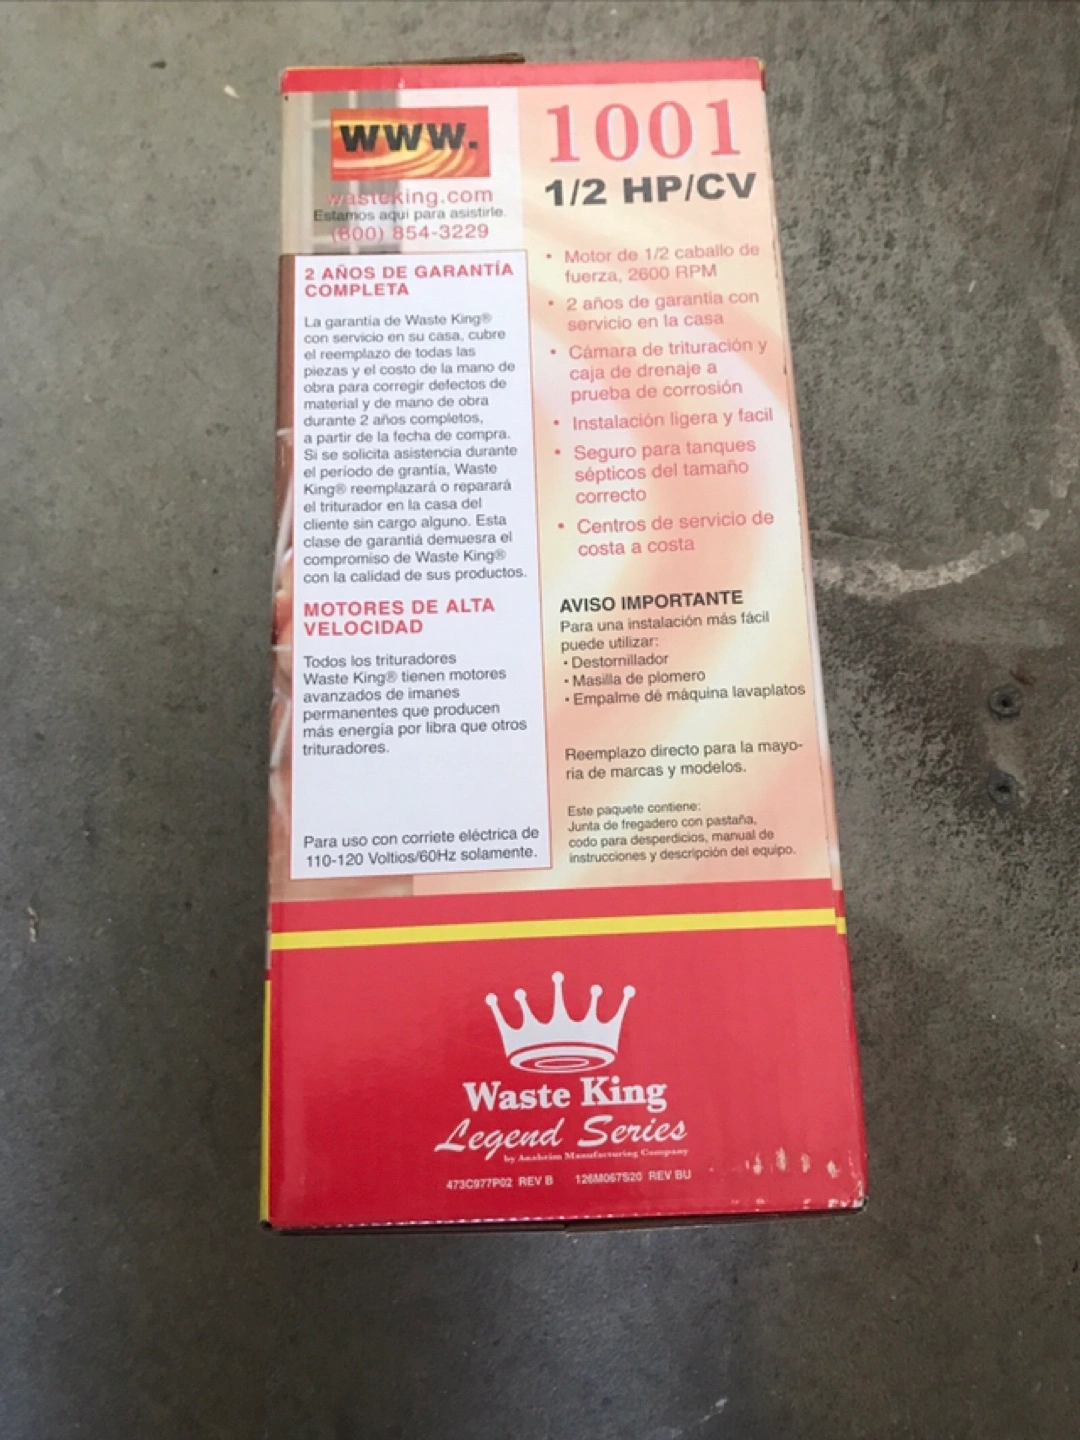 www.
wasteking.com
Estamos aquí para asistirle.
(800) 854-3229
2 AÑOS DE GARANTÍA
COMPLETA
La garantía de Waste King®
con servicio en su casa, cubre
el reemplazo de todas las
piezas y el costo de la mano de
obra para corregir defectos de
material y de mano de obra
durante 2 años completos,
a partir de la fecha de compra.
Si se solicita asistencia durante
el período de grantía, Waste
King® reemplazará o reparará
el triturador en la casa del
cliente sin cargo alguno. Esta
clase de garantiá demuesra el
compromiso de Waste King®
con la calidad de sus productos.
MOTORES DE ALTA
VELOCIDAD
Todos los trituradores
Waste King® tienen motores
avanzados de imanes
permanentes que producen
más energía por libra que otros
trituradores.
Para uso con corriete eléctrica de
110-120 Voltios/60Hz solamente.
1001
1/2 HP/CV
• Motor de 1/2 caballo de
fuerza, 2600 RPM
• 2 años de garantia con
servicio en la casa
• Cámara de trituración y
caja de drenaje a
prueba de corrosión
• Instalación ligera y facil
• Seguro para tanques
sépticos del tamaño
correcto
• Centros de servicio de
costa a costa
AVISO IMPORTANTE
Para una instalación más fácil
puede utilizar:
• Destornillador
• Masilla de plomero
• Empalme dé máquina lavaplatos
Reemplazo directo para la mayo-
ria de marcas y modelos.
Este paquete contiene:
Junta de fregadero con pastaña,
codo para desperdicios, manual de
instrucciones y descripción del equipo.
Waste King
Legend Series
by Anaheim Manufacturing Company
473C977P02 REV B 126M067S20 REV BU